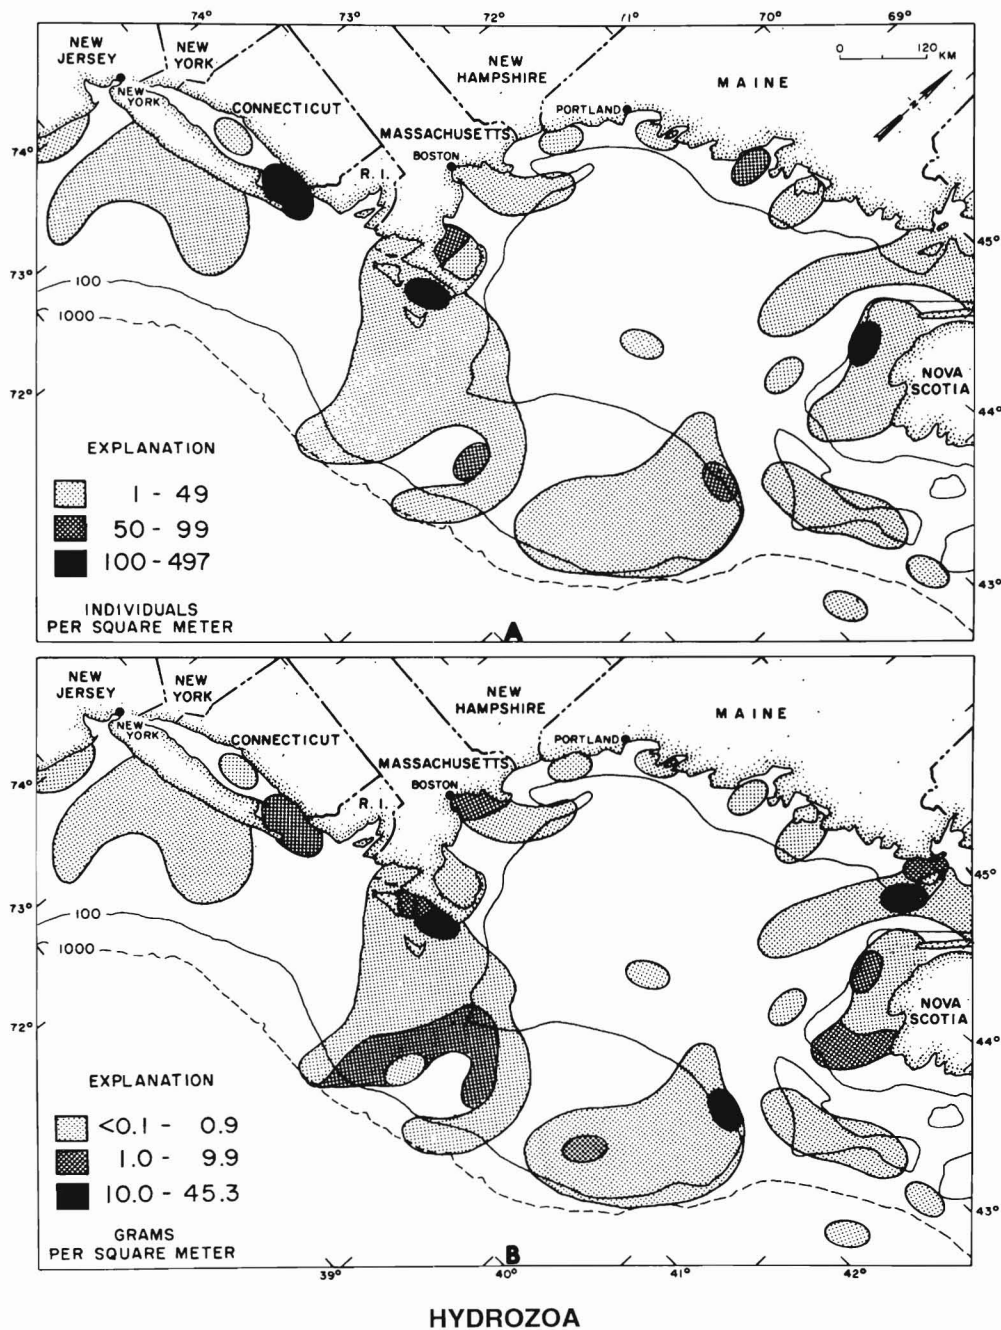 74° 73° 72° 71° 70° 69°
NEW JERSEY
NEW YORK
NEW YORK
CONNECTICUT
R. I.
MASSACHUSETTS
BOSTON
NEW HAMPSHIRE
PORTLAND
MAINE
0 120 KM
74°
73°
100
1000
72°
45°
NOVA SCOTIA
44°
43°
EXPLANATION
1 - 49
50 - 99
100 - 497
INDIVIDUALS
PER SQUARE METER
A
NEW JERSEY
NEW YORK
NEW YORK
CONNECTICUT
R. I.
MASSACHUSETTS
BOSTON
NEW HAMPSHIRE
PORTLAND
MAINE
74°
73°
100
1000
72°
45°
NOVA SCOTIA
44°
43°
EXPLANATION
<0.1 - 0.9
1.0 - 9.9
10.0 - 45.3
GRAMS
PER SQUARE METER
B
39° 40° 41° 42°
HYDROZOA